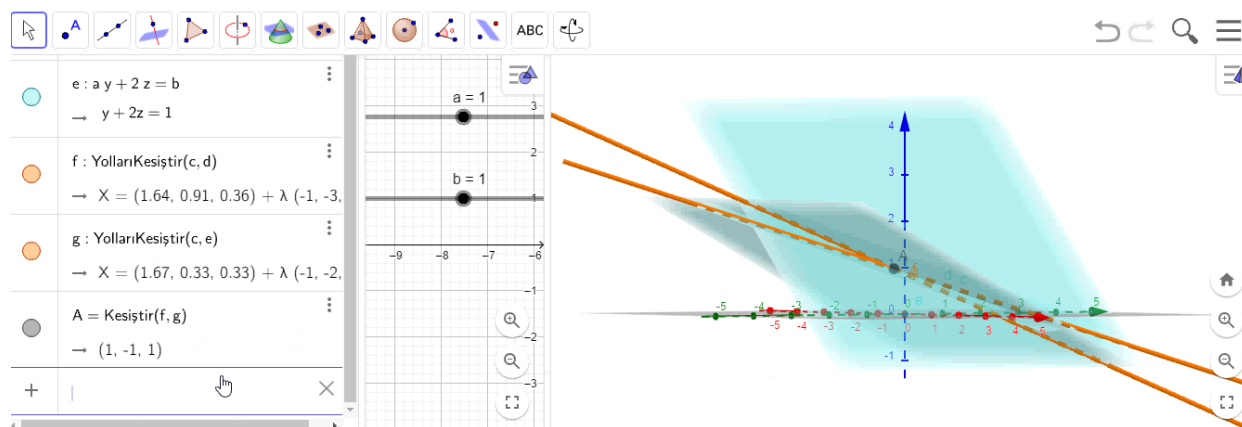 ABC
e : a y + 2 z = b
→ y + 2z = 1
f : YollarıKesiştir(c, d)
→ X = (1.64, 0.91, 0.36) + λ (-1, -3,
g : YollarıKesiştir(c, e)
→ X = (1.67, 0.33, 0.33) + λ (-1, -2,
A = Kesiştir(f, g)
→ (1, -1, 1)
a = 1
b = 1
3
2
1
-9 -8 -7 -6
-1
-2
-3
4
3
2
1
A
d c
e
-5 -4 -3 -2 -1 0 1 2 3 4 5
-5 -4 -3 -2 -1 0 1 2 3 4 5
-1